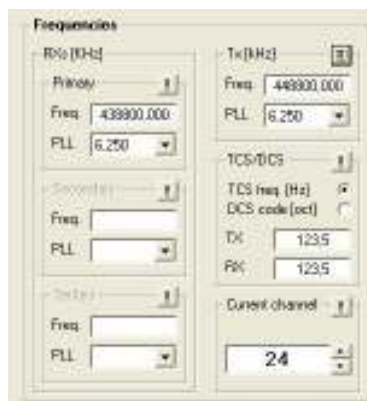 Frequencies
RXs [KHz]
Primary
Freq. 439800.000
PLL 6.250
Secondary
Freq.
PLL
Freq.
PLL
Tx [kHz]
Freq. 449800.000
PLL 6.250
TCS/DCS
TCS freq. (Hz)
DCS code (oct)
TX 123.5
RX 123.5
Current channel
24